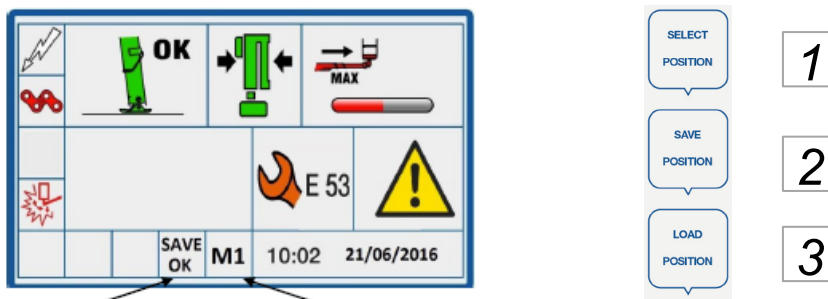 OK
MAX
E 53
SAVE
OK
M1
10:02
21/06/2016
SELECT
POSITION
1
SAVE
POSITION
2
LOAD
POSITION
3